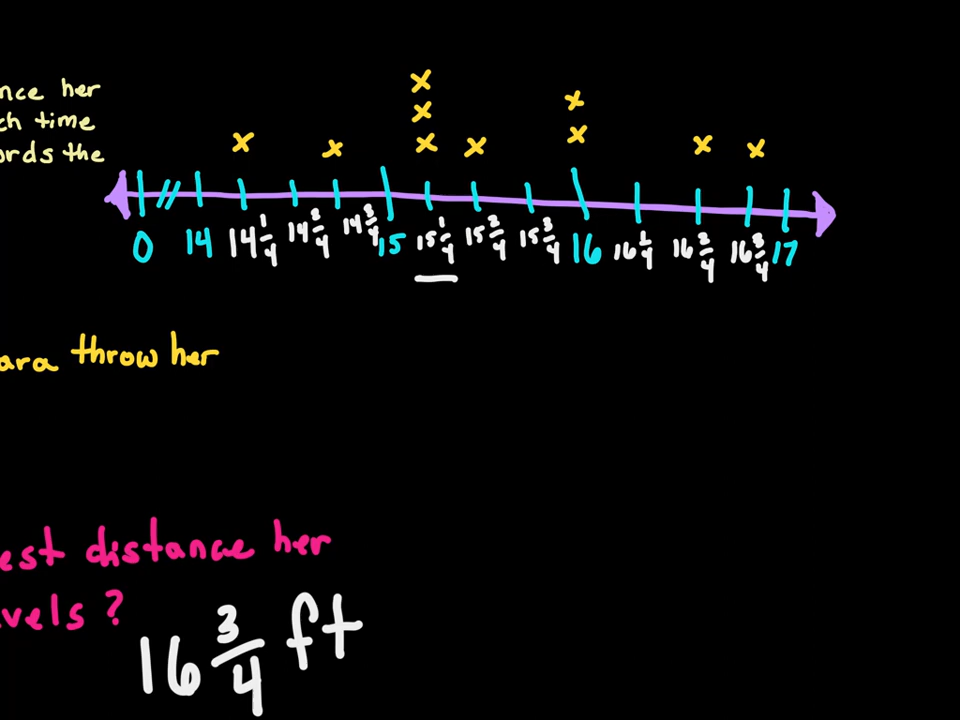 nce her
ch time
ords the
x x x x x x x x x x
0 14 14 1/4 14 2/4 14 3/4 15 15 1/4 15 2/4 15 3/4 16 16 1/4 16 2/4 16 3/4 17
ara throw her
est distance her
vels?
16 3/4 ft